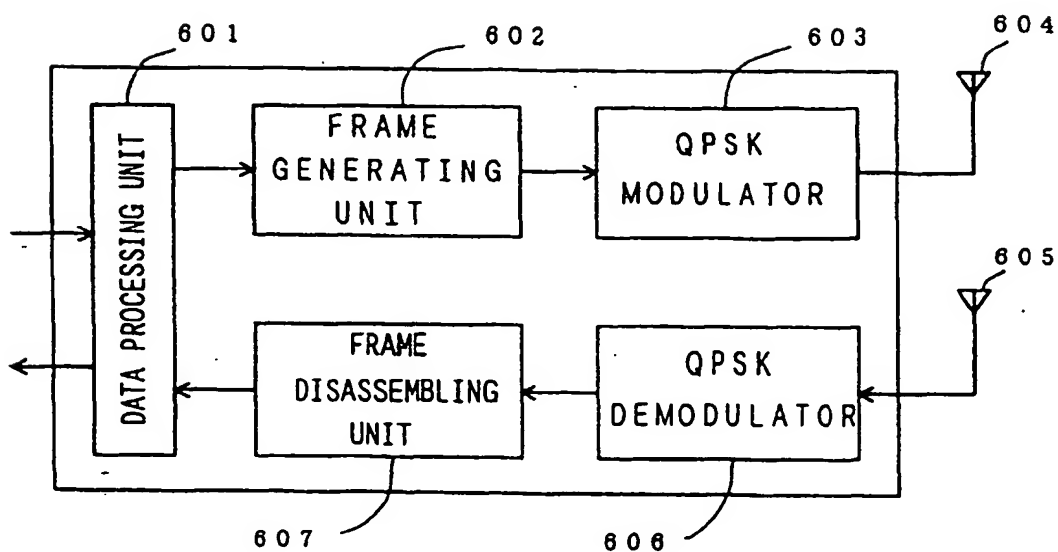 601
602
603
604
DATA PROCESSING UNIT
FRAME
GENERATING
UNIT
QPSK
MODULATOR
605
FRAME
DISASSEMBLING
UNIT
QPSK
DEMODULATOR
607
606